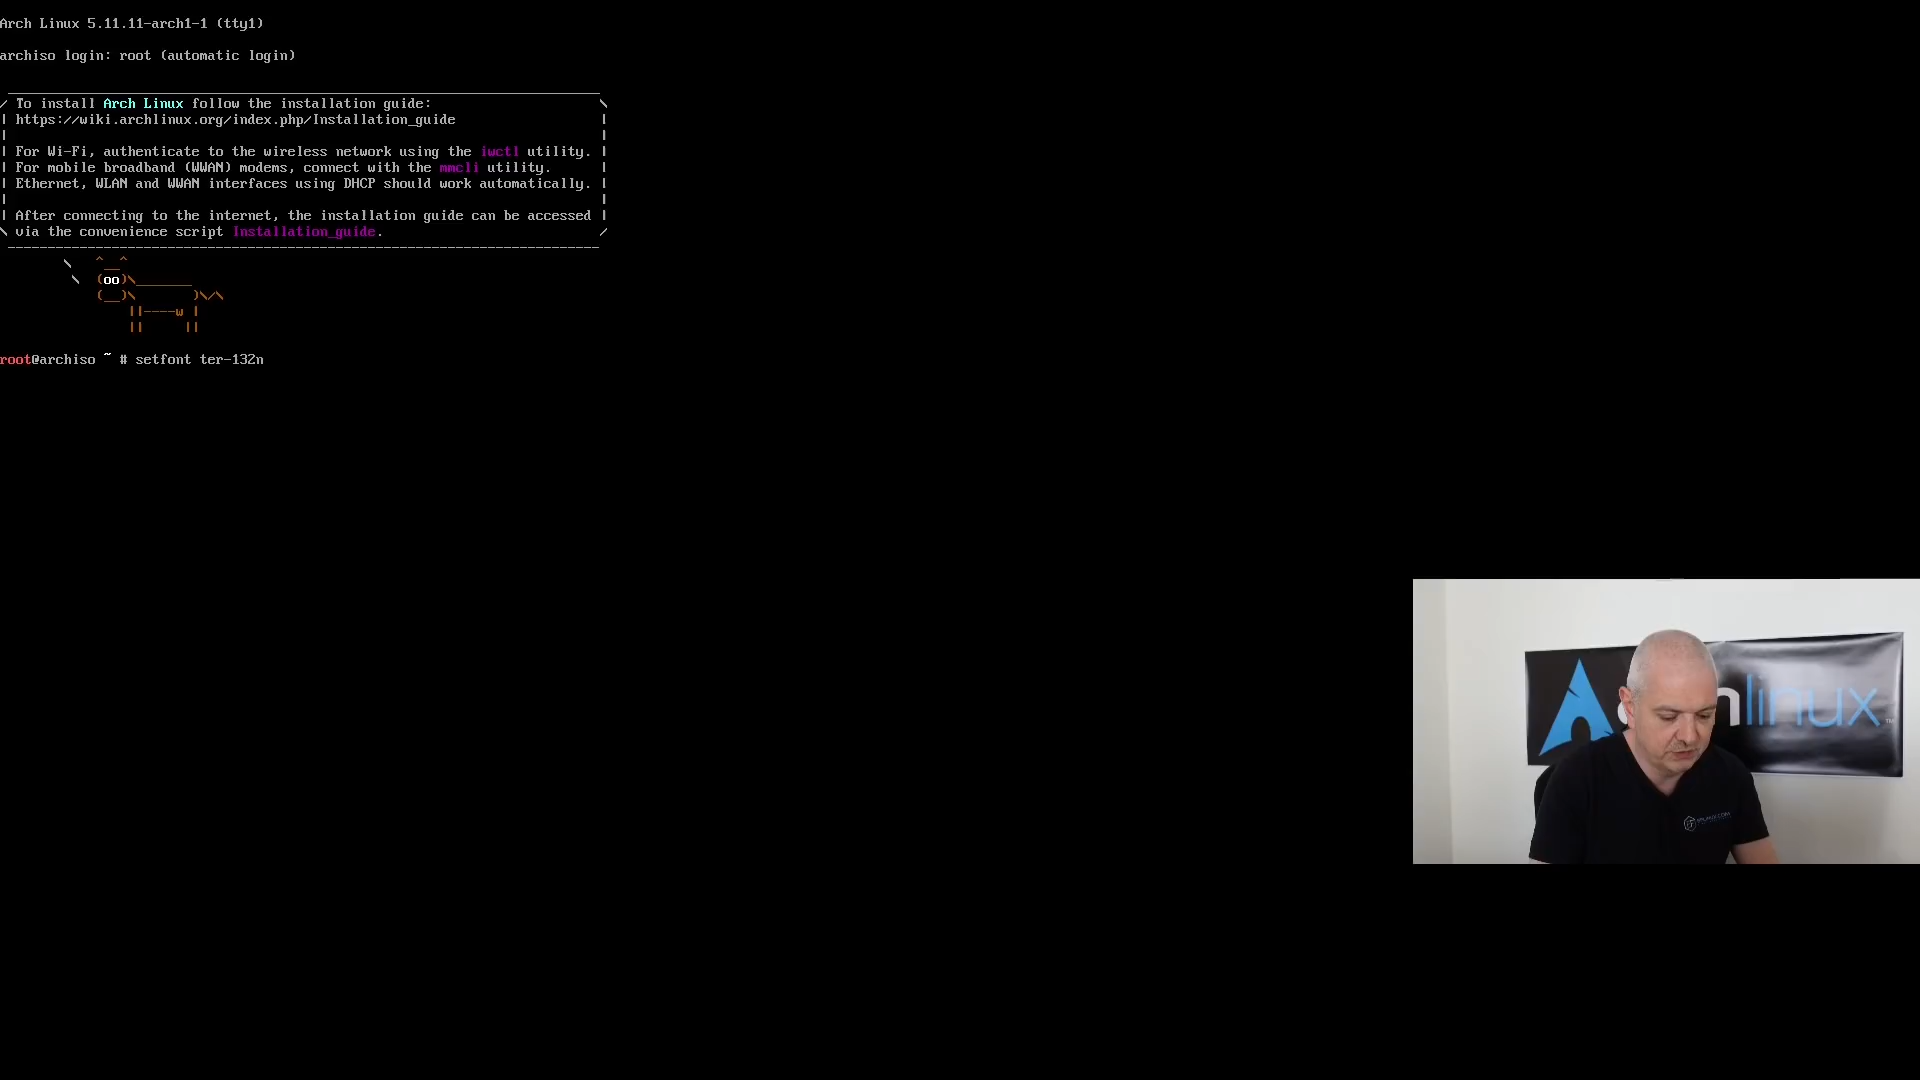 Arch Linux 5.11.11-arch1-1 (tty1)
archiso login: root (automatic login)
To install Arch Linux follow the installation guide:
https://wiki.archlinux.org/index.php/Installation_guide
For Wi-Fi, authenticate to the wireless network using the iwctl utility.
For mobile broadband (WWAN) modems, connect with the mmcli utility.
Ethernet, WLAN and WWAN interfaces using DHCP should work automatically.
After connecting to the internet, the installation guide can be accessed
via the convenience script Installation_guide.
root@archiso ~ # setfont ter-132n
linux